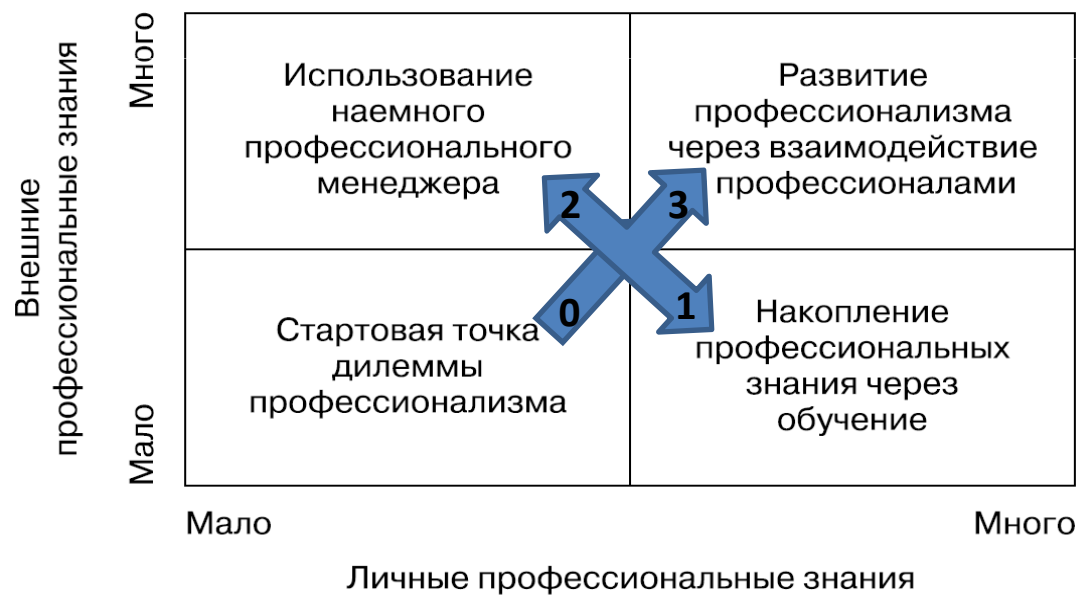 Внешние
профессиональные знания
Много
Мало
Использование
наемного
профессионального
менеджера
2
Развитие
профессионализма
через взаимодействие
профессионалами
3
Стартовая точка
дилеммы
профессионализма
0
Накопление
профессиональных
знания через
обучение
1
Мало
Много
Личные профессиональные знания